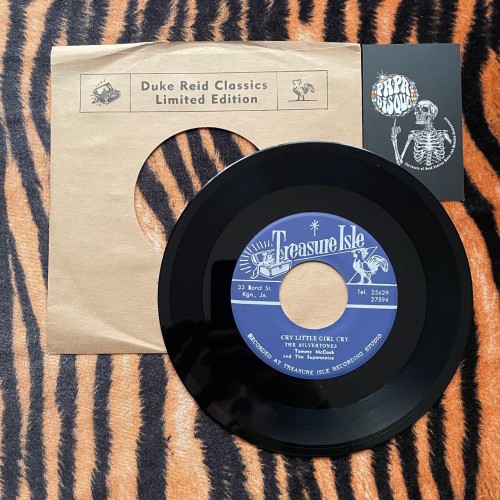 Duke Reid Classics
Limited Edition
PAPA
DISQUE
Treasure Isle
33 Bond St.
Kgn., Ja.
Tel. 25629
27594
CRY LITTLE GIRL CRY
THE SILVERTONES
Tommy McCook
and The Supersonics
RECORDED AT TREASURE ISLE RECORDING STUDIO